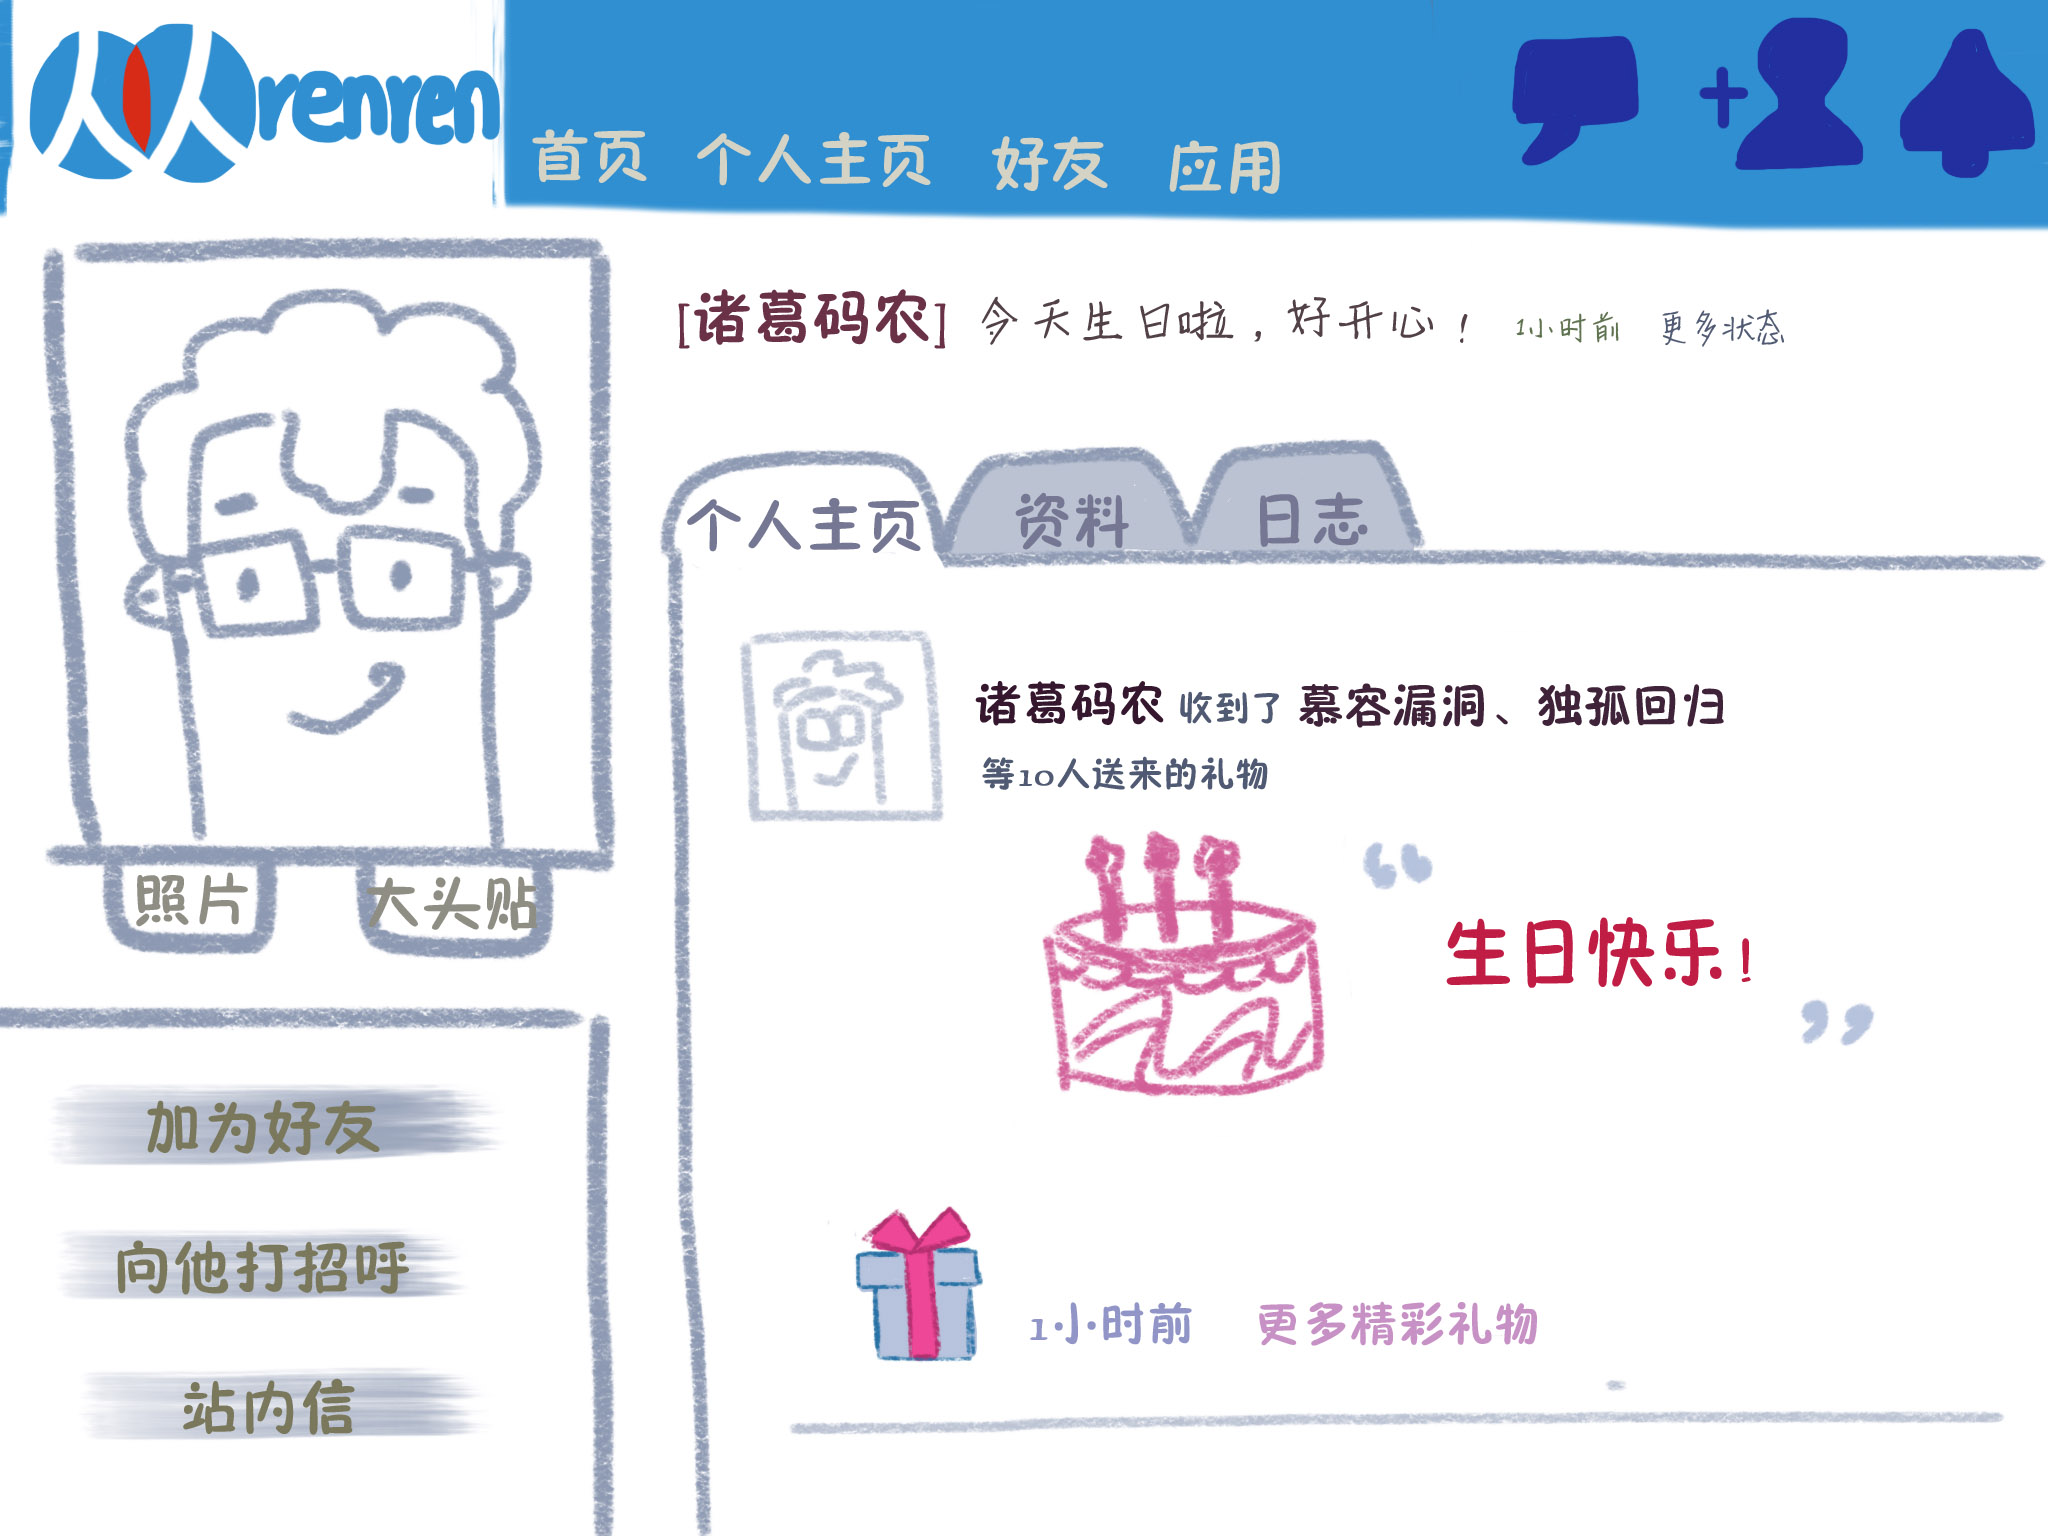 人人renren
首页 个人主页 好友 应用
[诸葛码农] 今天生日啦，好开心！ 1小时前 更多状态
个人主页 资料 日志
诸葛码农 收到了 慕容漏洞、独孤回归
等10人送来的礼物
“生日快乐！”
1小时前 更多精彩礼物
照片 大头贴
加为好友
向他打招呼
站内信